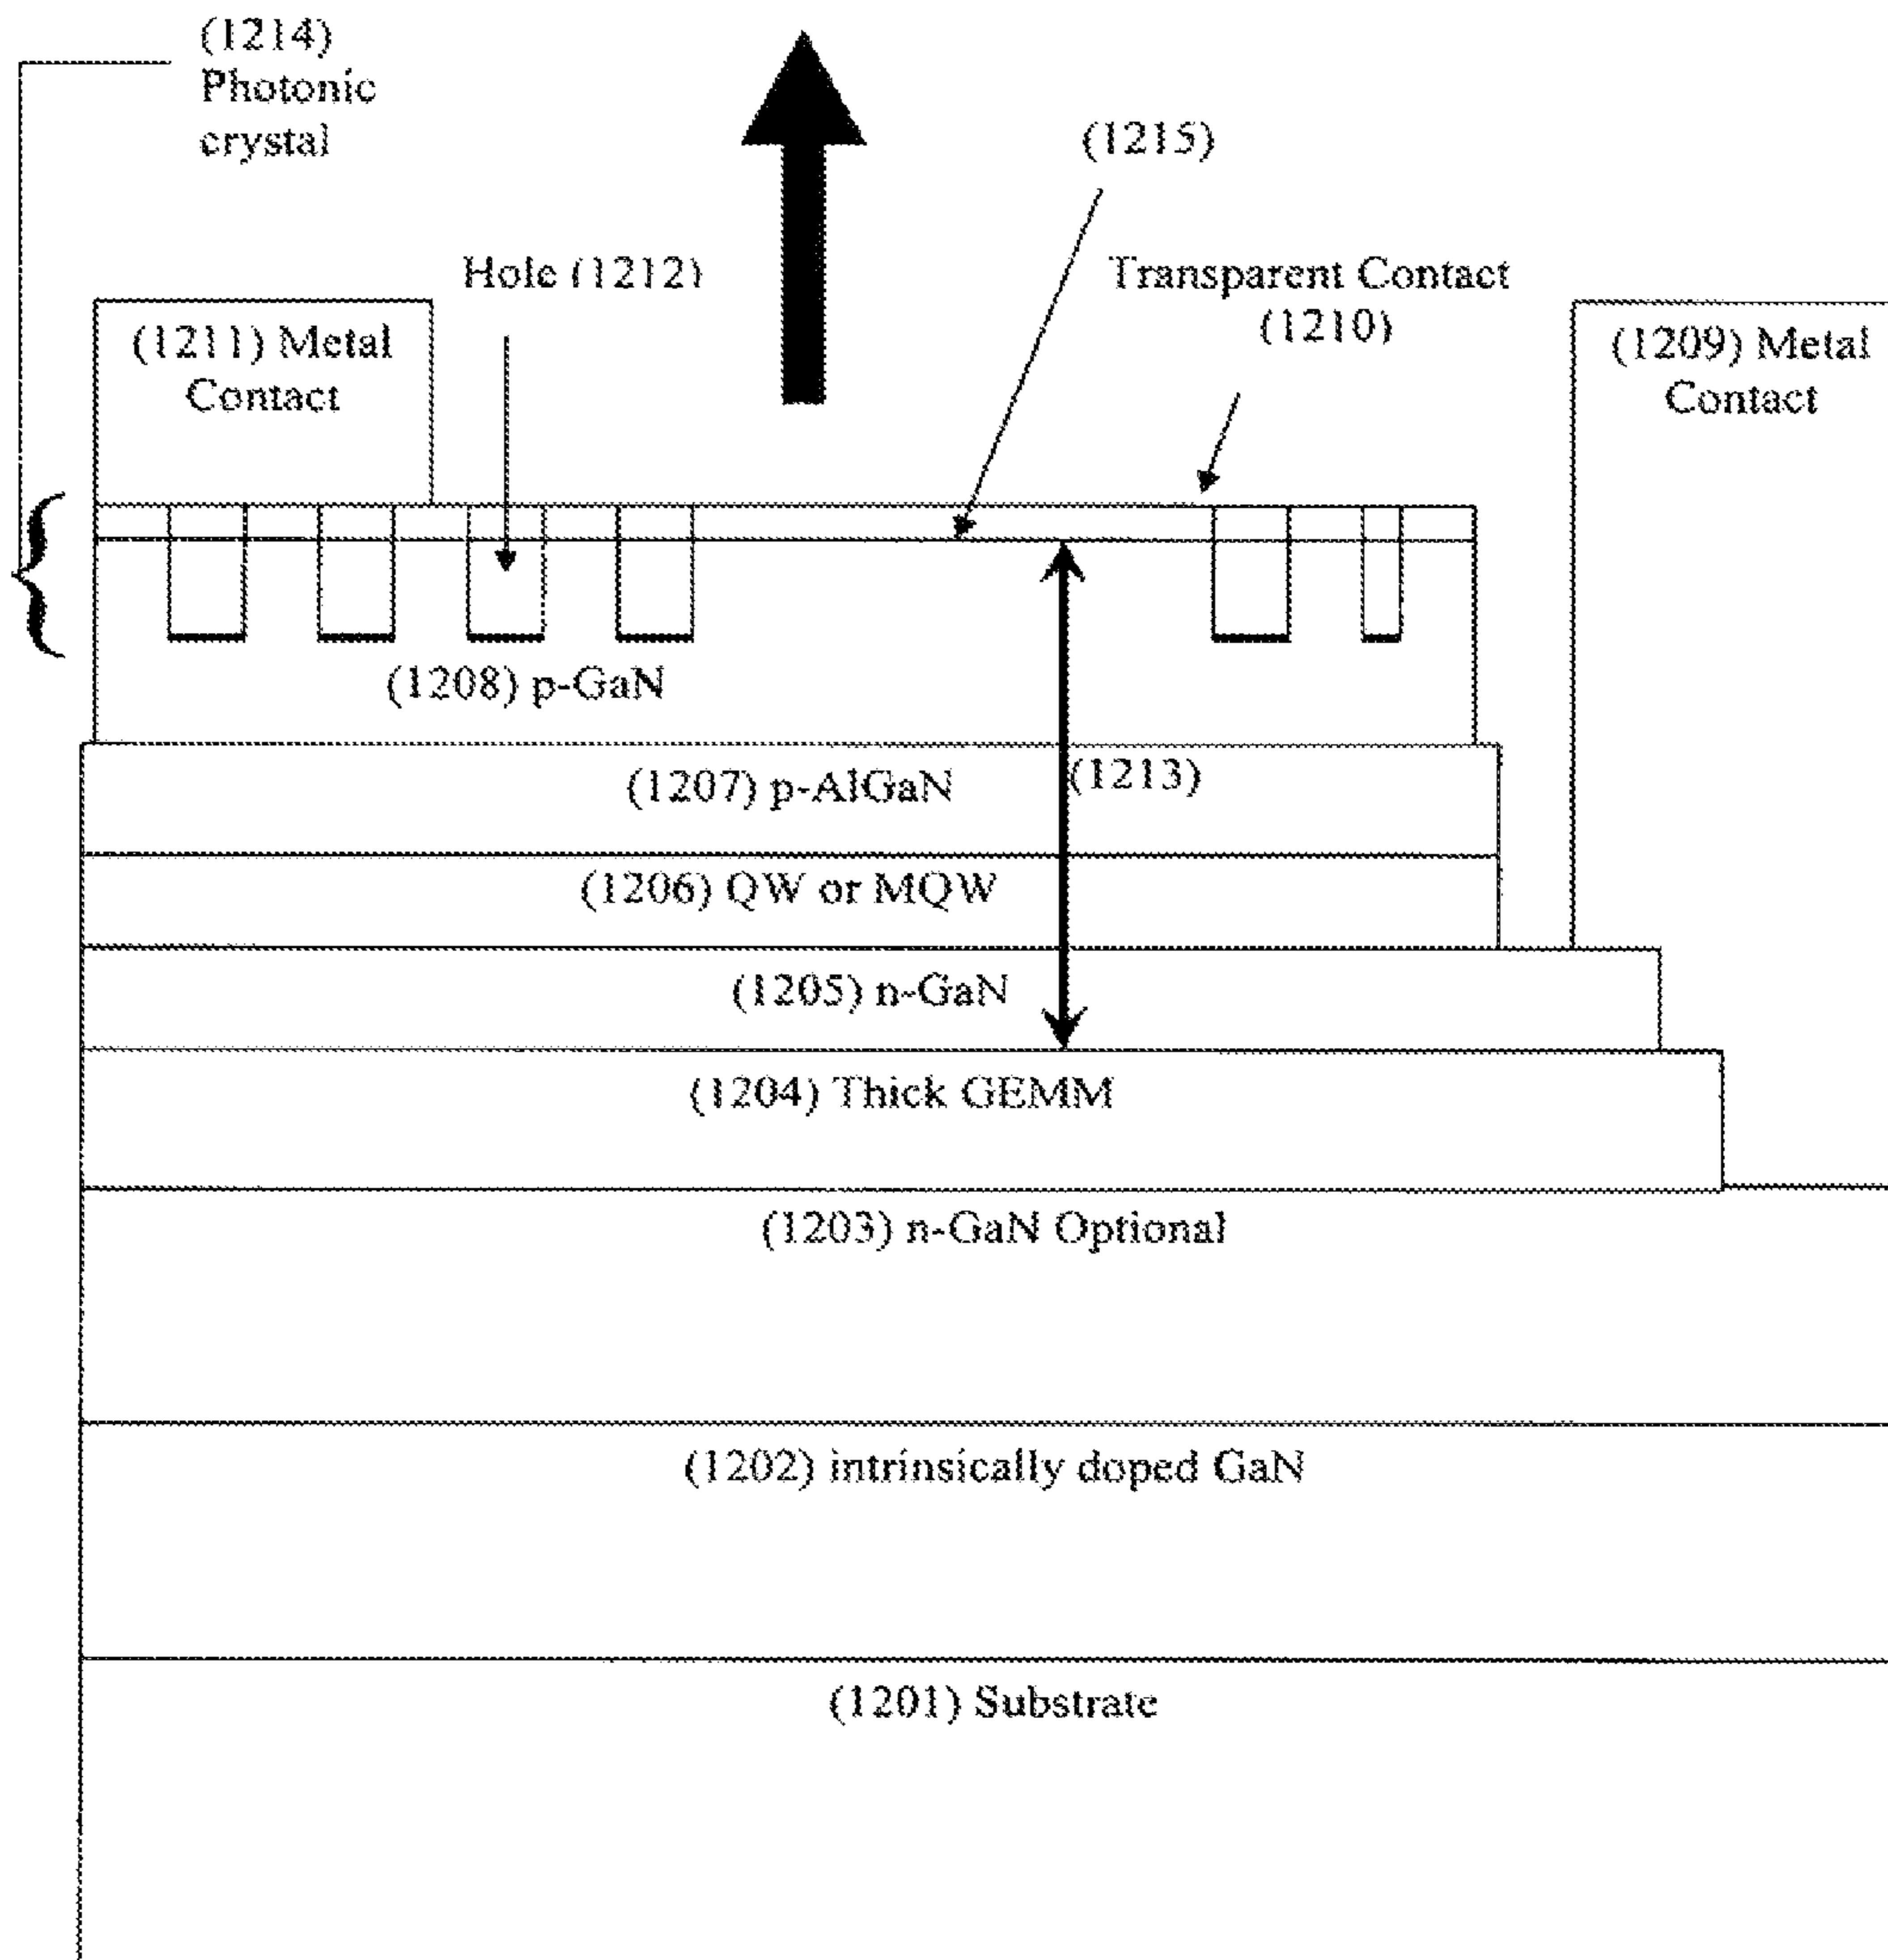 (1214)
Photonic
crystal
(1215)
Hole (1212)
Transparent Contact
(1210)
(1211) Metal
Contact
(1209) Metal
Contact
(1208) p-GaN
(1207) p-AlGaN
(1213)
(1206) QW or MQW
(1205) n-GaN
(1204) Thick GEMM
(1203) n-GaN Optional
(1202) intrinsically doped GaN
(1201) Substrate